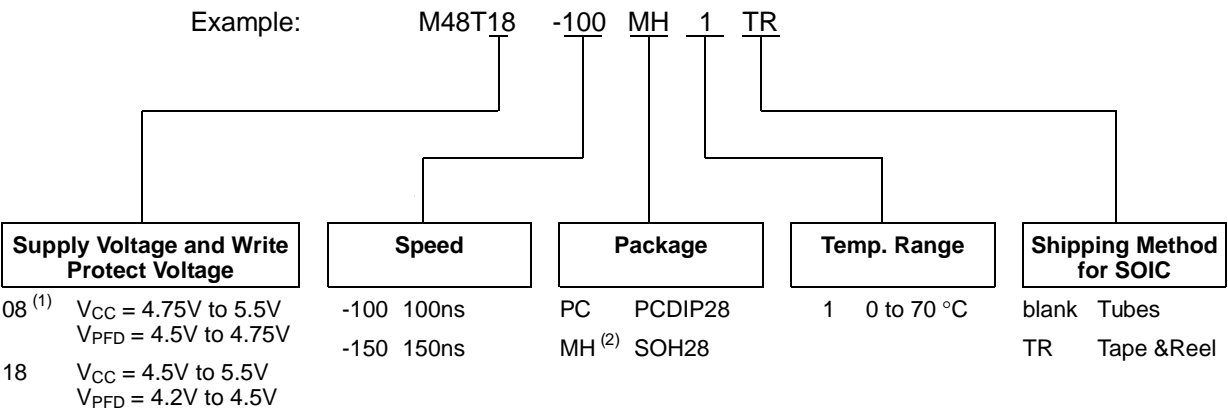 Example: M48T18 -100 MH 1 TR
Supply Voltage and Write
Protect Voltage
08 (1) VCC = 4.75V to 5.5V
VPFD = 4.5V to 4.75V
18 VCC = 4.5V to 5.5V
VPFD = 4.2V to 4.5V
Speed
-100 100ns
-150 150ns
Package
PC PCDIP28
MH (2) SOH28
Temp. Range
1 0 to 70 °C
Shipping Method
for SOIC
blank Tubes
TR Tape &Reel